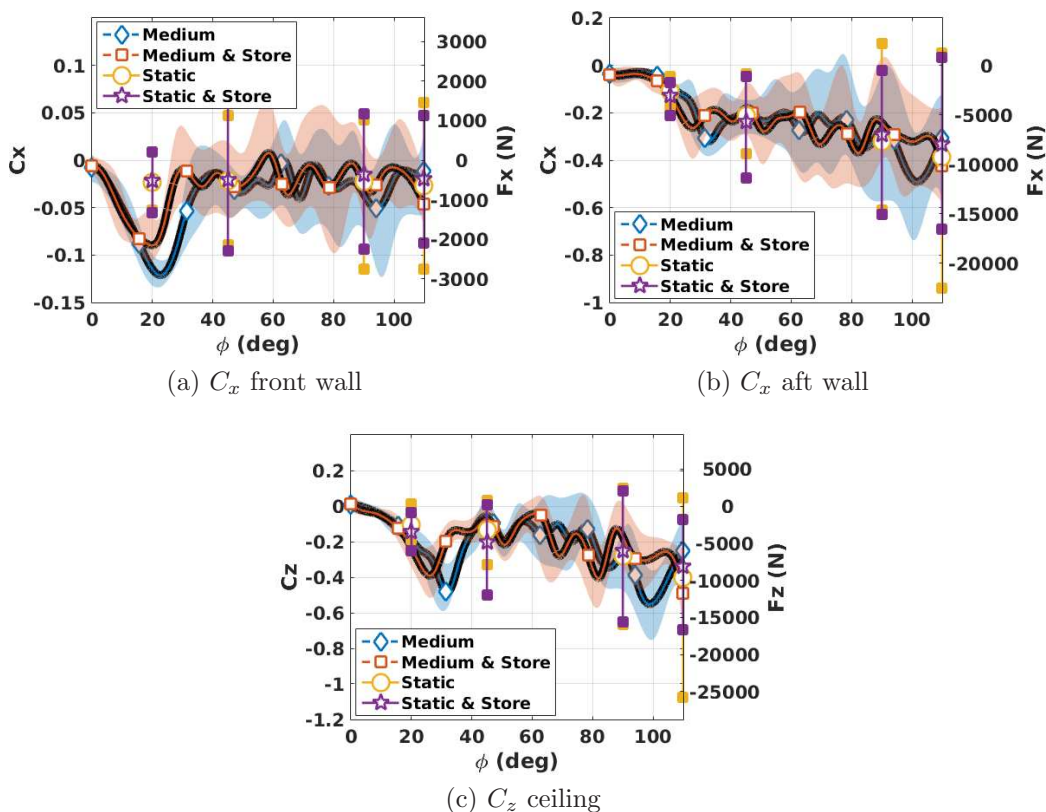 Medium
Medium & Store
Static
Static & Store
0.1
0.05
0
-0.05
-0.1
-0.15
Cx
3000
2000
1000
0
-1000
-2000
-3000
Fx (N)
0 20 40 60 80 100
ϕ (deg)
(a) Cx front wall
0
-0.2
-0.4
-0.6
-0.8
-1
Cx
Medium
Medium & Store
Static
Static & Store
0
-5000
-10000
-15000
-20000
Fx (N)
0 20 40 60 80 100
ϕ (deg)
(b) Cx aft wall
0.2
0
-0.2
-0.4
-0.6
-0.8
-1
-1.2
Cz
Medium
Medium & Store
Static
Static & Store
5000
0
-5000
-10000
-15000
-20000
-25000
Fz (N)
0 20 40 60 80 100
ϕ (deg)
(c) Cz ceiling